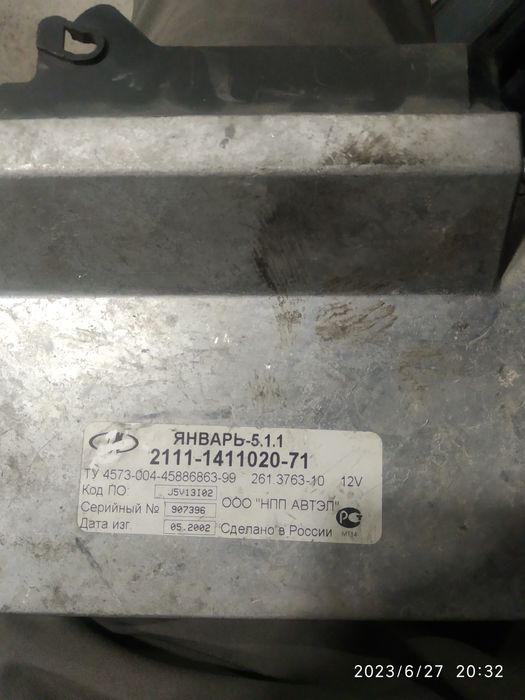 ЯНВАРЬ-5.1.1
2111-1411020-71
ТУ 4573-004-45886863-99 261.3763-10 12V
Код ПО J5V13I02
Серийный № 907396 ООО "НПП АВТЭЛ"
Дата изг. 05.2002 Сделано в России
МТ14
2023/6/27 20:32